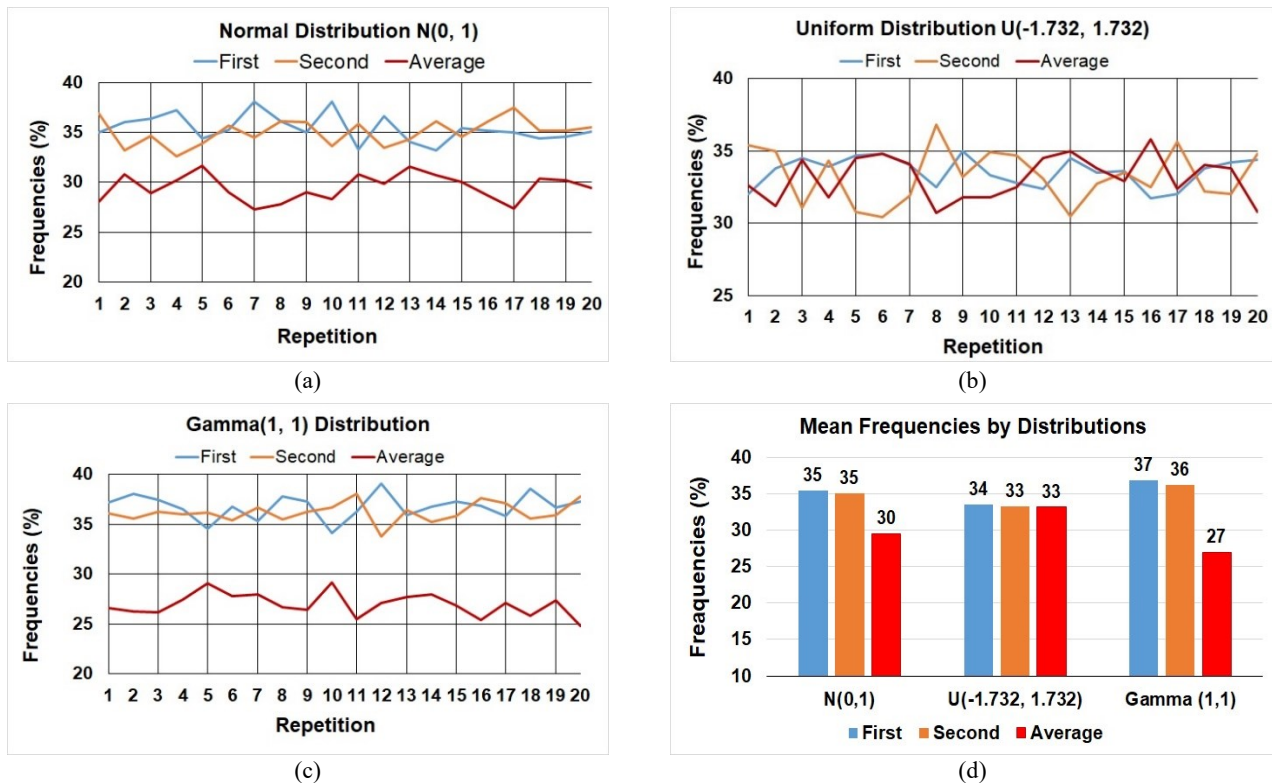 Normal Distribution N(0, 1)
First Second Average
Frequencies (%)
40
35
30
25
20
1 2 3 4 5 6 7 8 9 10 11 12 13 14 15 16 17 18 19 20
Repetition
(a)
Uniform Distribution U(-1.732, 1.732)
First Second Average
Frequencies (%)
40
35
30
25
1 2 3 4 5 6 7 8 9 10 11 12 13 14 15 16 17 18 19 20
Repetition
(b)
Gamma(1, 1) Distribution
First Second Average
Frequencies (%)
40
35
30
25
20
1 2 3 4 5 6 7 8 9 10 11 12 13 14 15 16 17 18 19 20
Repetition
(c)
Mean Frequencies by Distributions
Freaquencies (%)
40
35
30
25
20
15
10
35 35 30 34 33 33 37 36 27
N(0,1) U(-1.732, 1.732) Gamma (1,1)
First Second Average
(d)